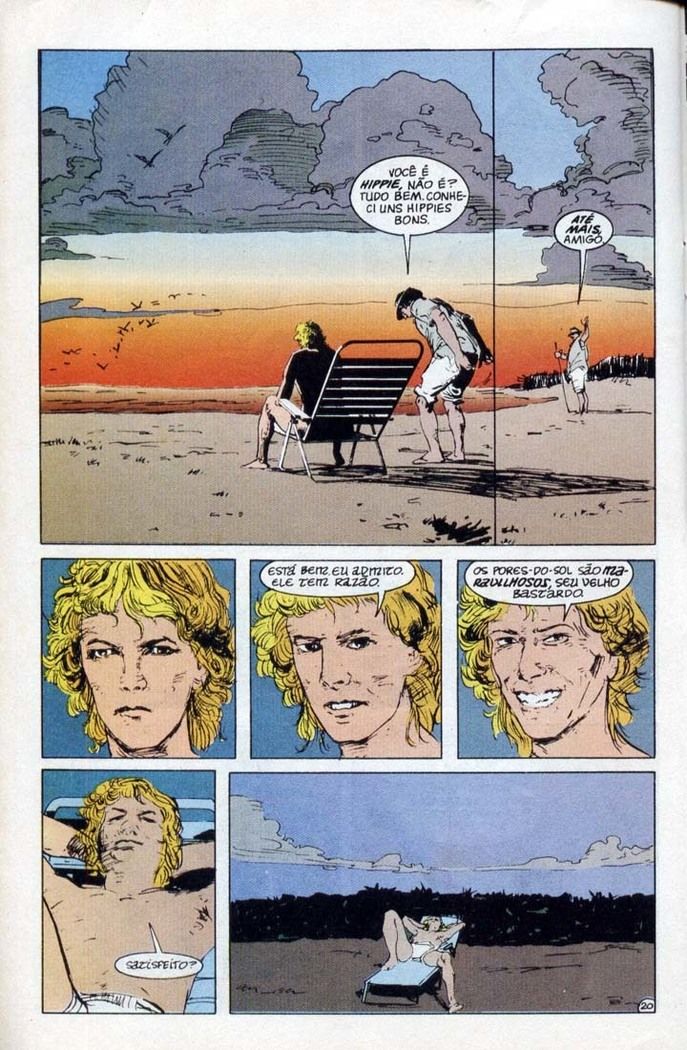 VOCÊ É
HIPPIE, NÃO É?
TUDO BEM. CONHE-
CI UNS HIPPIES
BONS.
ATÉ
MAIS,
AMIGO.
ESTÁ BEM. EU ADMITO.
ELE TEM RAZÃO.
OS PORES-DO-SOL SÃO MA-
RAVILHOSOS, SEU VELHO
BASTARDO.
SATISFEITO?
20